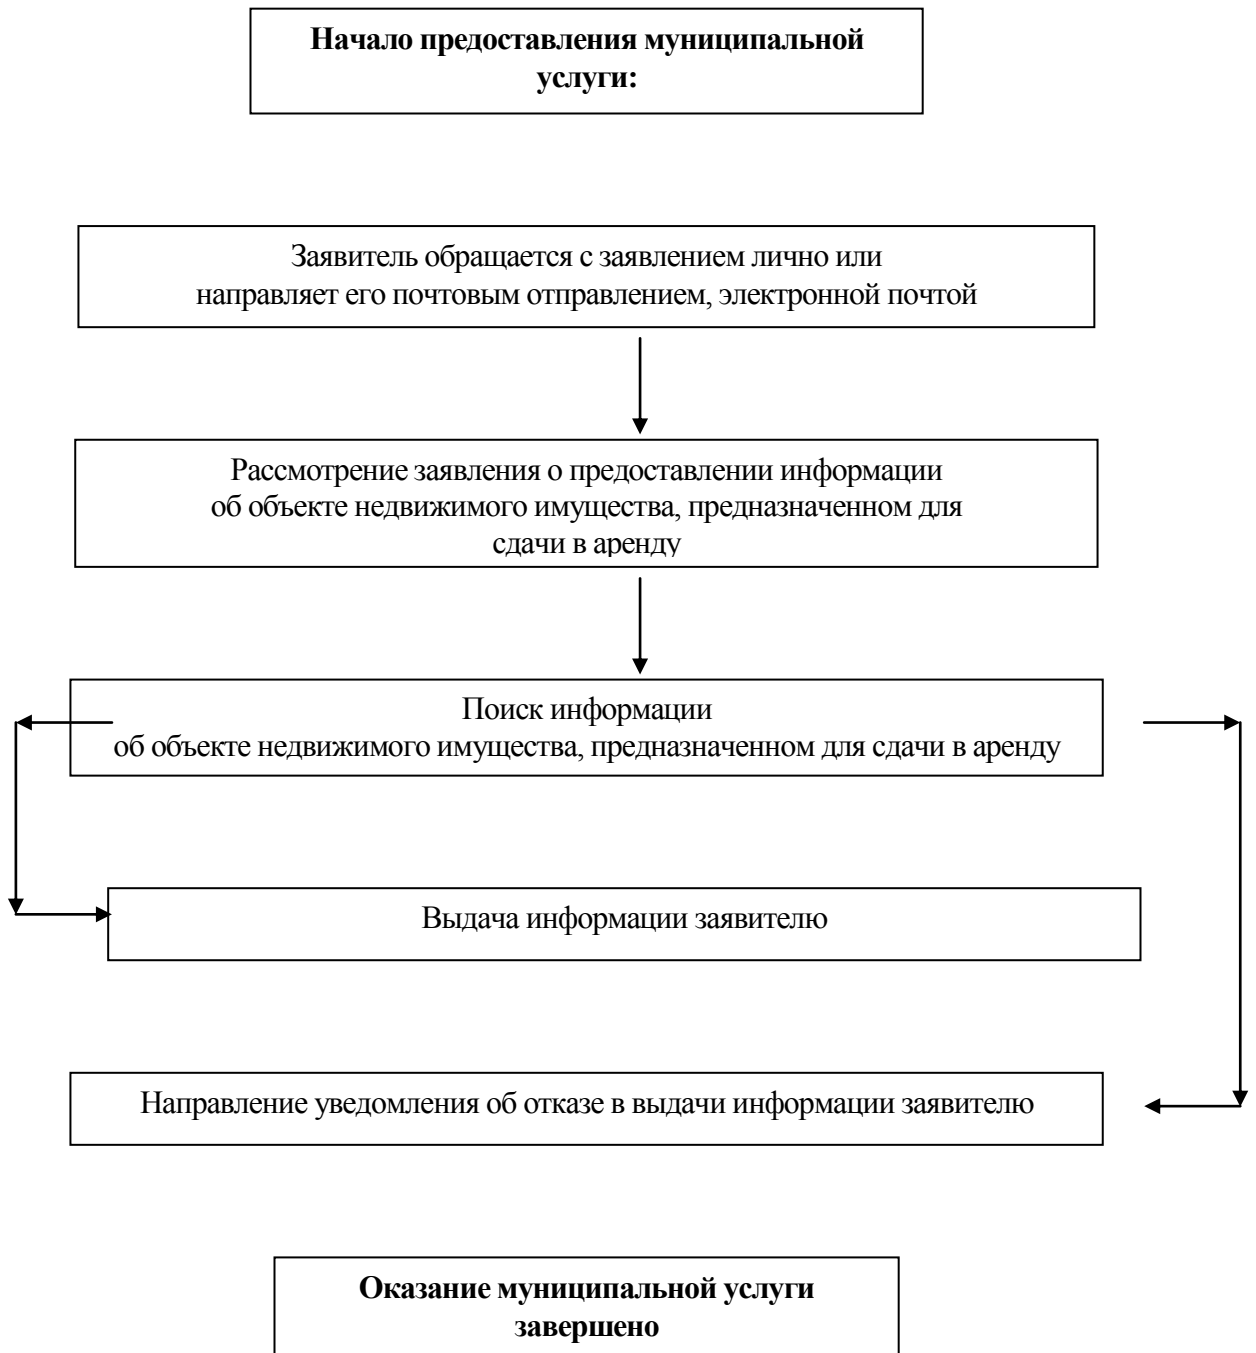 Начало предоставления муниципальной
услуги:
Заявитель обращается с заявлением лично или
направляет его почтовым отправлением, электронной почтой
Рассмотрение заявления о предоставлении информации
об объекте недвижимого имущества, предназначенном для
сдачи в аренду
Поиск информации
об объекте недвижимого имущества, предназначенном для сдачи в аренду
Выдача информации заявителю
Направление уведомления об отказе в выдачи информации заявителю
Оказание муниципальной услуги
завершено